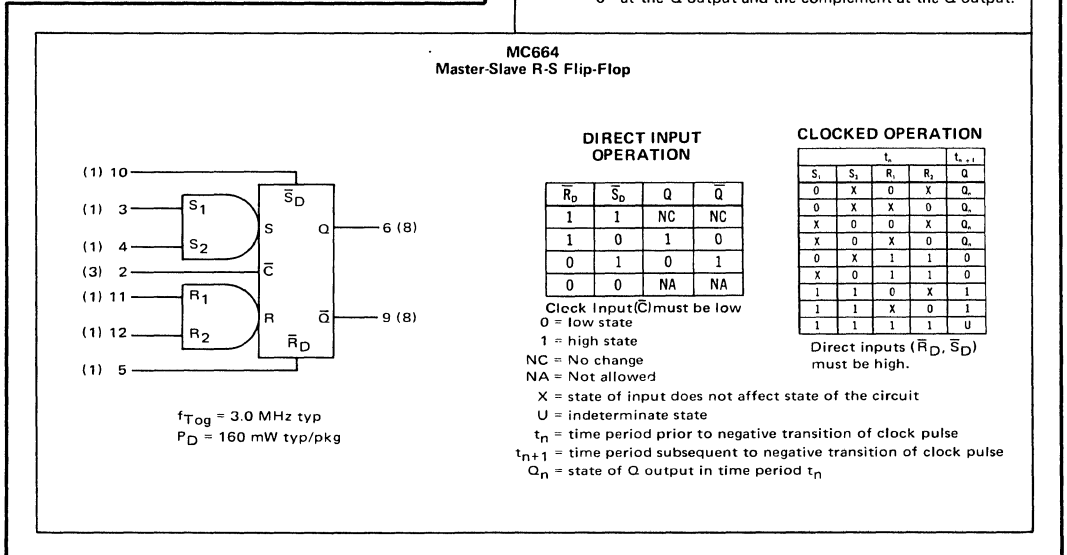 0" at the Q output and the complement at the Q̅ output.
MC664
Master-Slave R-S Flip-Flop
(1) 10
(1) 3
(1) 4
(3) 2
(1) 11
(1) 12
(1) 5
S̅D
S1
S2
S
C̅
R1
R2
R
R̅D
Q
Q̅
6 (8)
9 (8)
fTog = 3.0 MHz typ
PD = 160 mW typ/pkg
DIRECT INPUT
OPERATION
R̅D S̅D Q Q̅
1 1 NC NC
1 0 1 0
0 1 0 1
0 0 NA NA
Clock Input(C̅)must be low
0 = low state
1 = high state
NC = No change
NA = Not allowed
X = state of input does not affect state of the circuit
U = indeterminate state
tn = time period prior to negative transition of clock pulse
tn+1 = time period subsequent to negative transition of clock pulse
Qn = state of Q output in time period tn
CLOCKED OPERATION
tn tn+1
S1 S2 R1 R2 Q
0 X 0 X Qn
0 X X 0 Qn
X 0 0 X Qn
X 0 X 0 Qn
0 X 1 1 0
X 0 1 1 0
1 1 0 X 1
1 1 X 0 1
1 1 1 1 U
Direct inputs (R̅D, S̅D)
must be high.